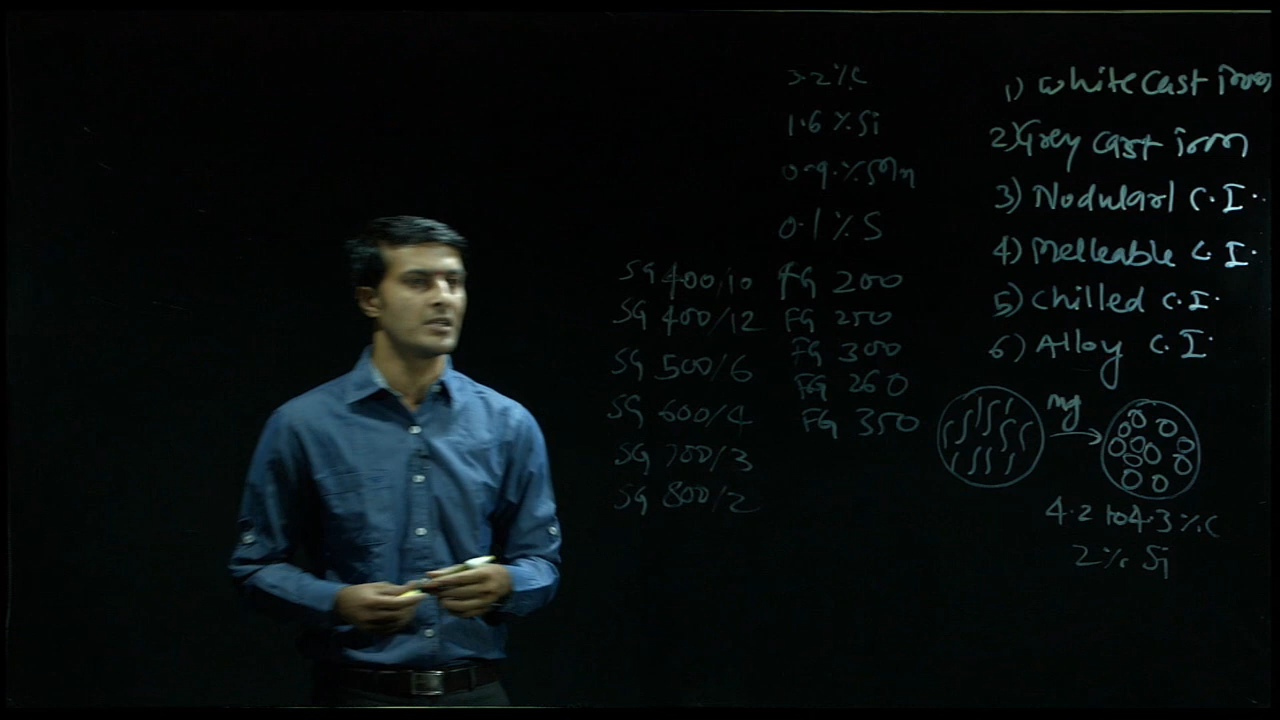 3.2%C
1.6%Si
0.9.%Mn
0.1%S
FG 200
FG 250
FG 300
FG 260
FG 350
SG 400/10
SG 400/12
SG 500/6
SG 600/4
SG 700/3
SG 800/2
1) White cast iron
2) Grey cast iron
3) Nodularl C.I.
4) Melleable C.I.
5) Chilled C.I.
6) Alloy C.I.
Mg
4.2 to 4.3%C
2% Si